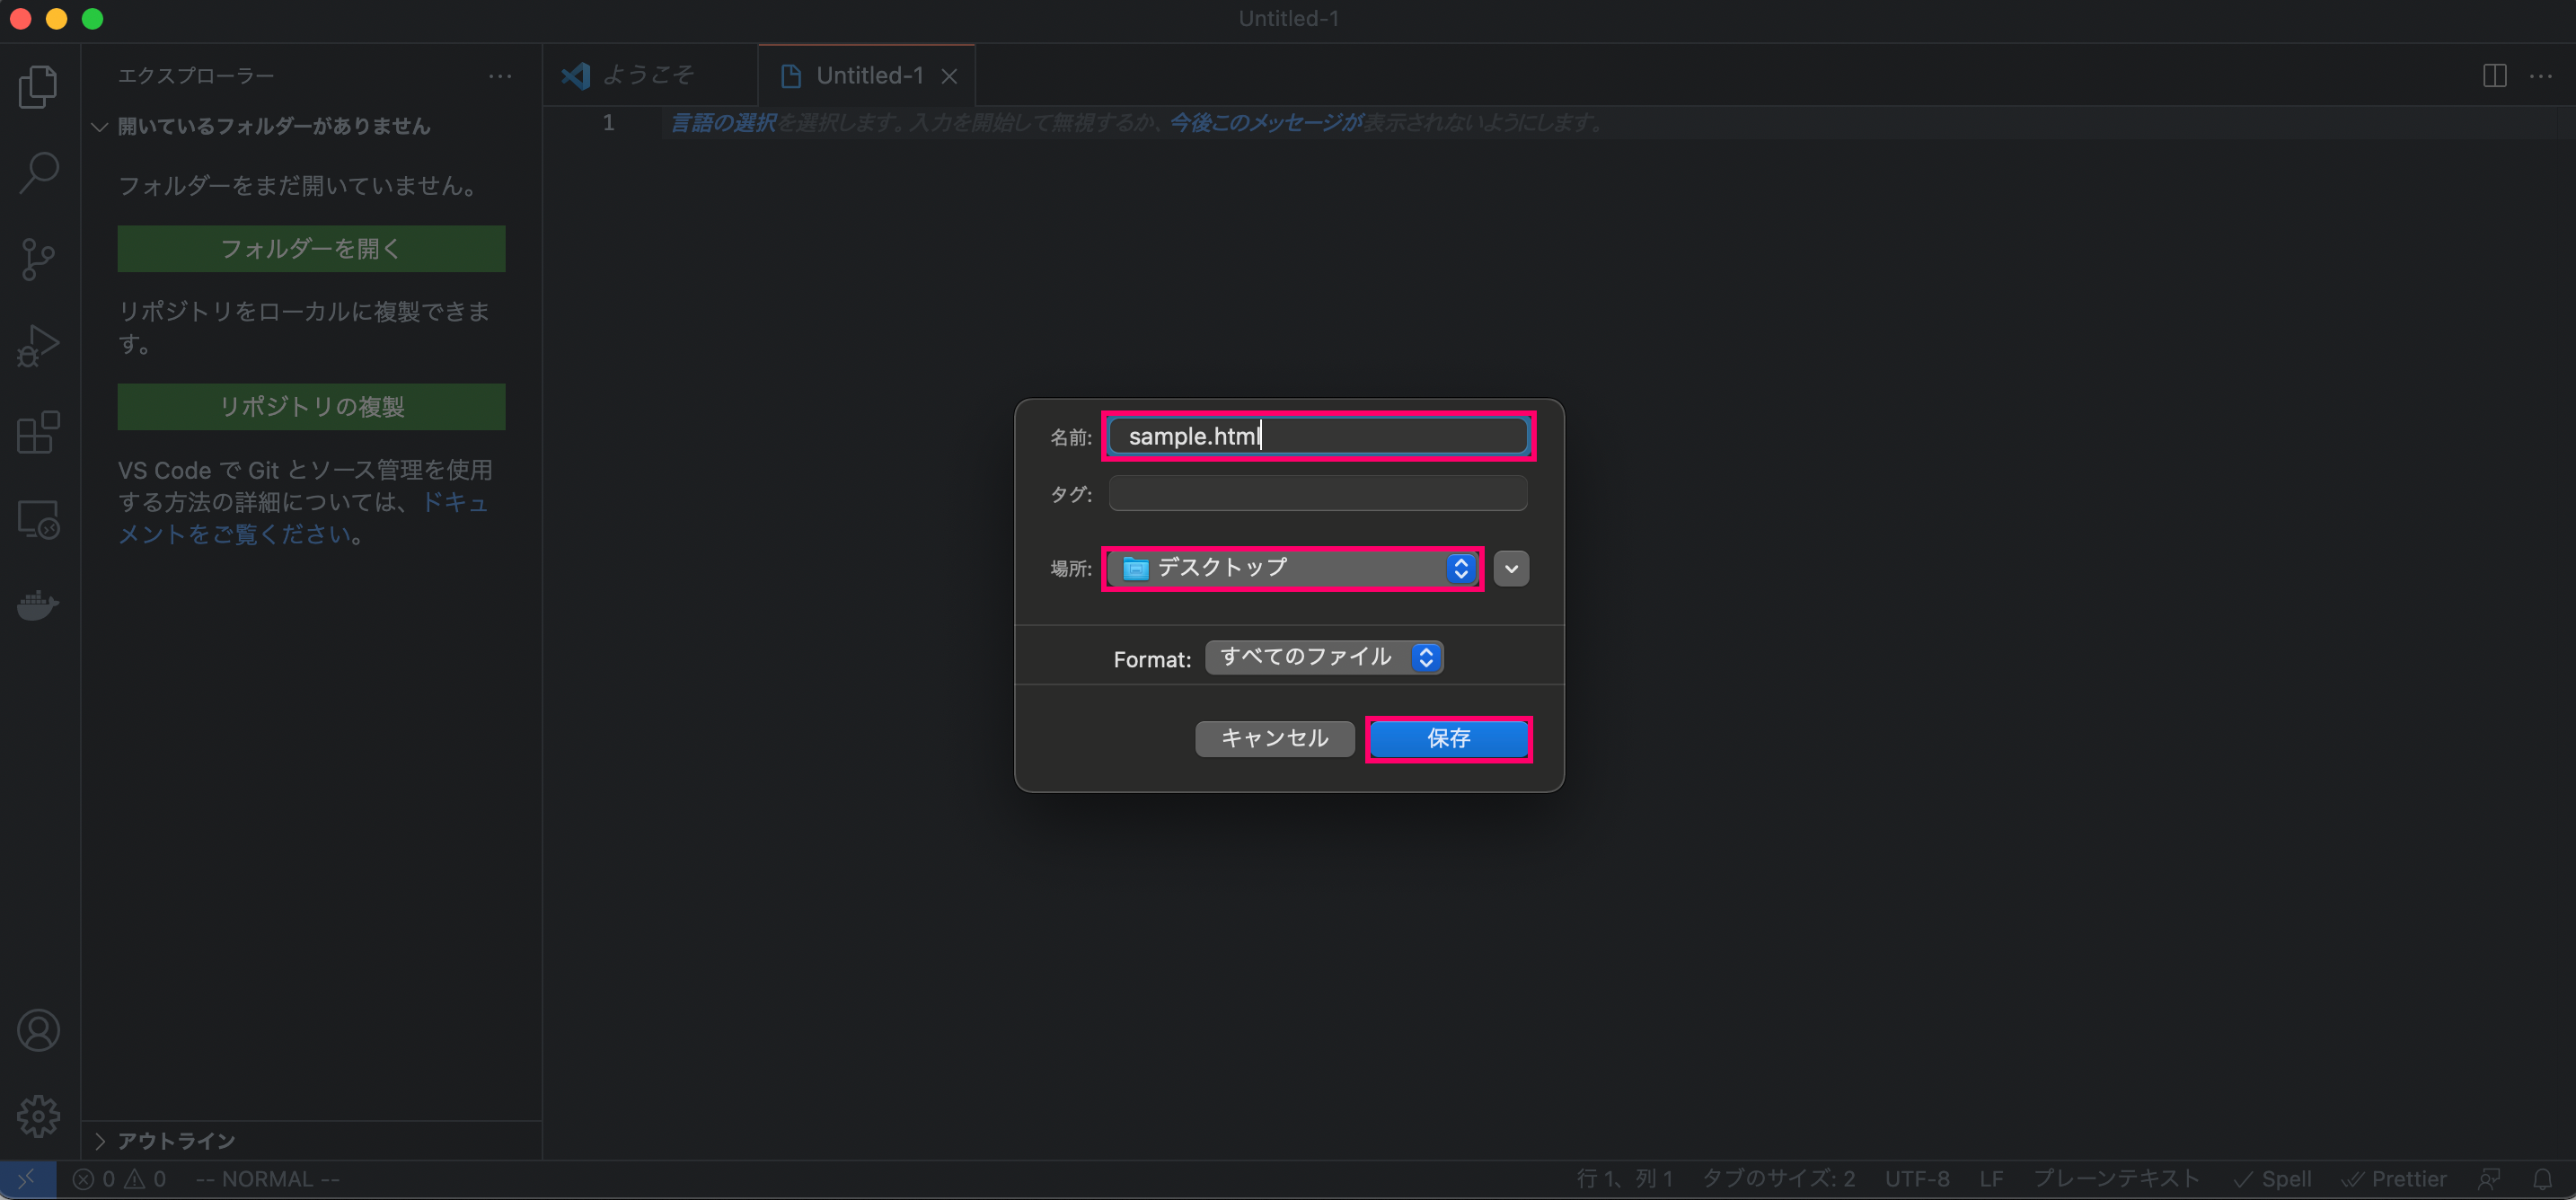 Untitled-1
エクスプローラー
開いているフォルダーがありません
フォルダーをまだ開いていません。
フォルダーを開く
リポジトリをローカルに複製できま
す。
リポジトリの複製
VS Code で Git とソース管理を使用
する方法の詳細については、ドキュ
メントをご覧ください。
アウトライン
ようこそ
Untitled-1
1
言語の選択を選択します。入力を開始して無視するか、今後このメッセージが表示されないようにします。
名前: sample.html
タグ:
場所: デスクトップ
Format: すべてのファイル
キャンセル 保存
0 0 -- NORMAL -- 行 1、列 1 タブのサイズ: 2 UTF-8 LF プレーンテキスト Spell Prettier